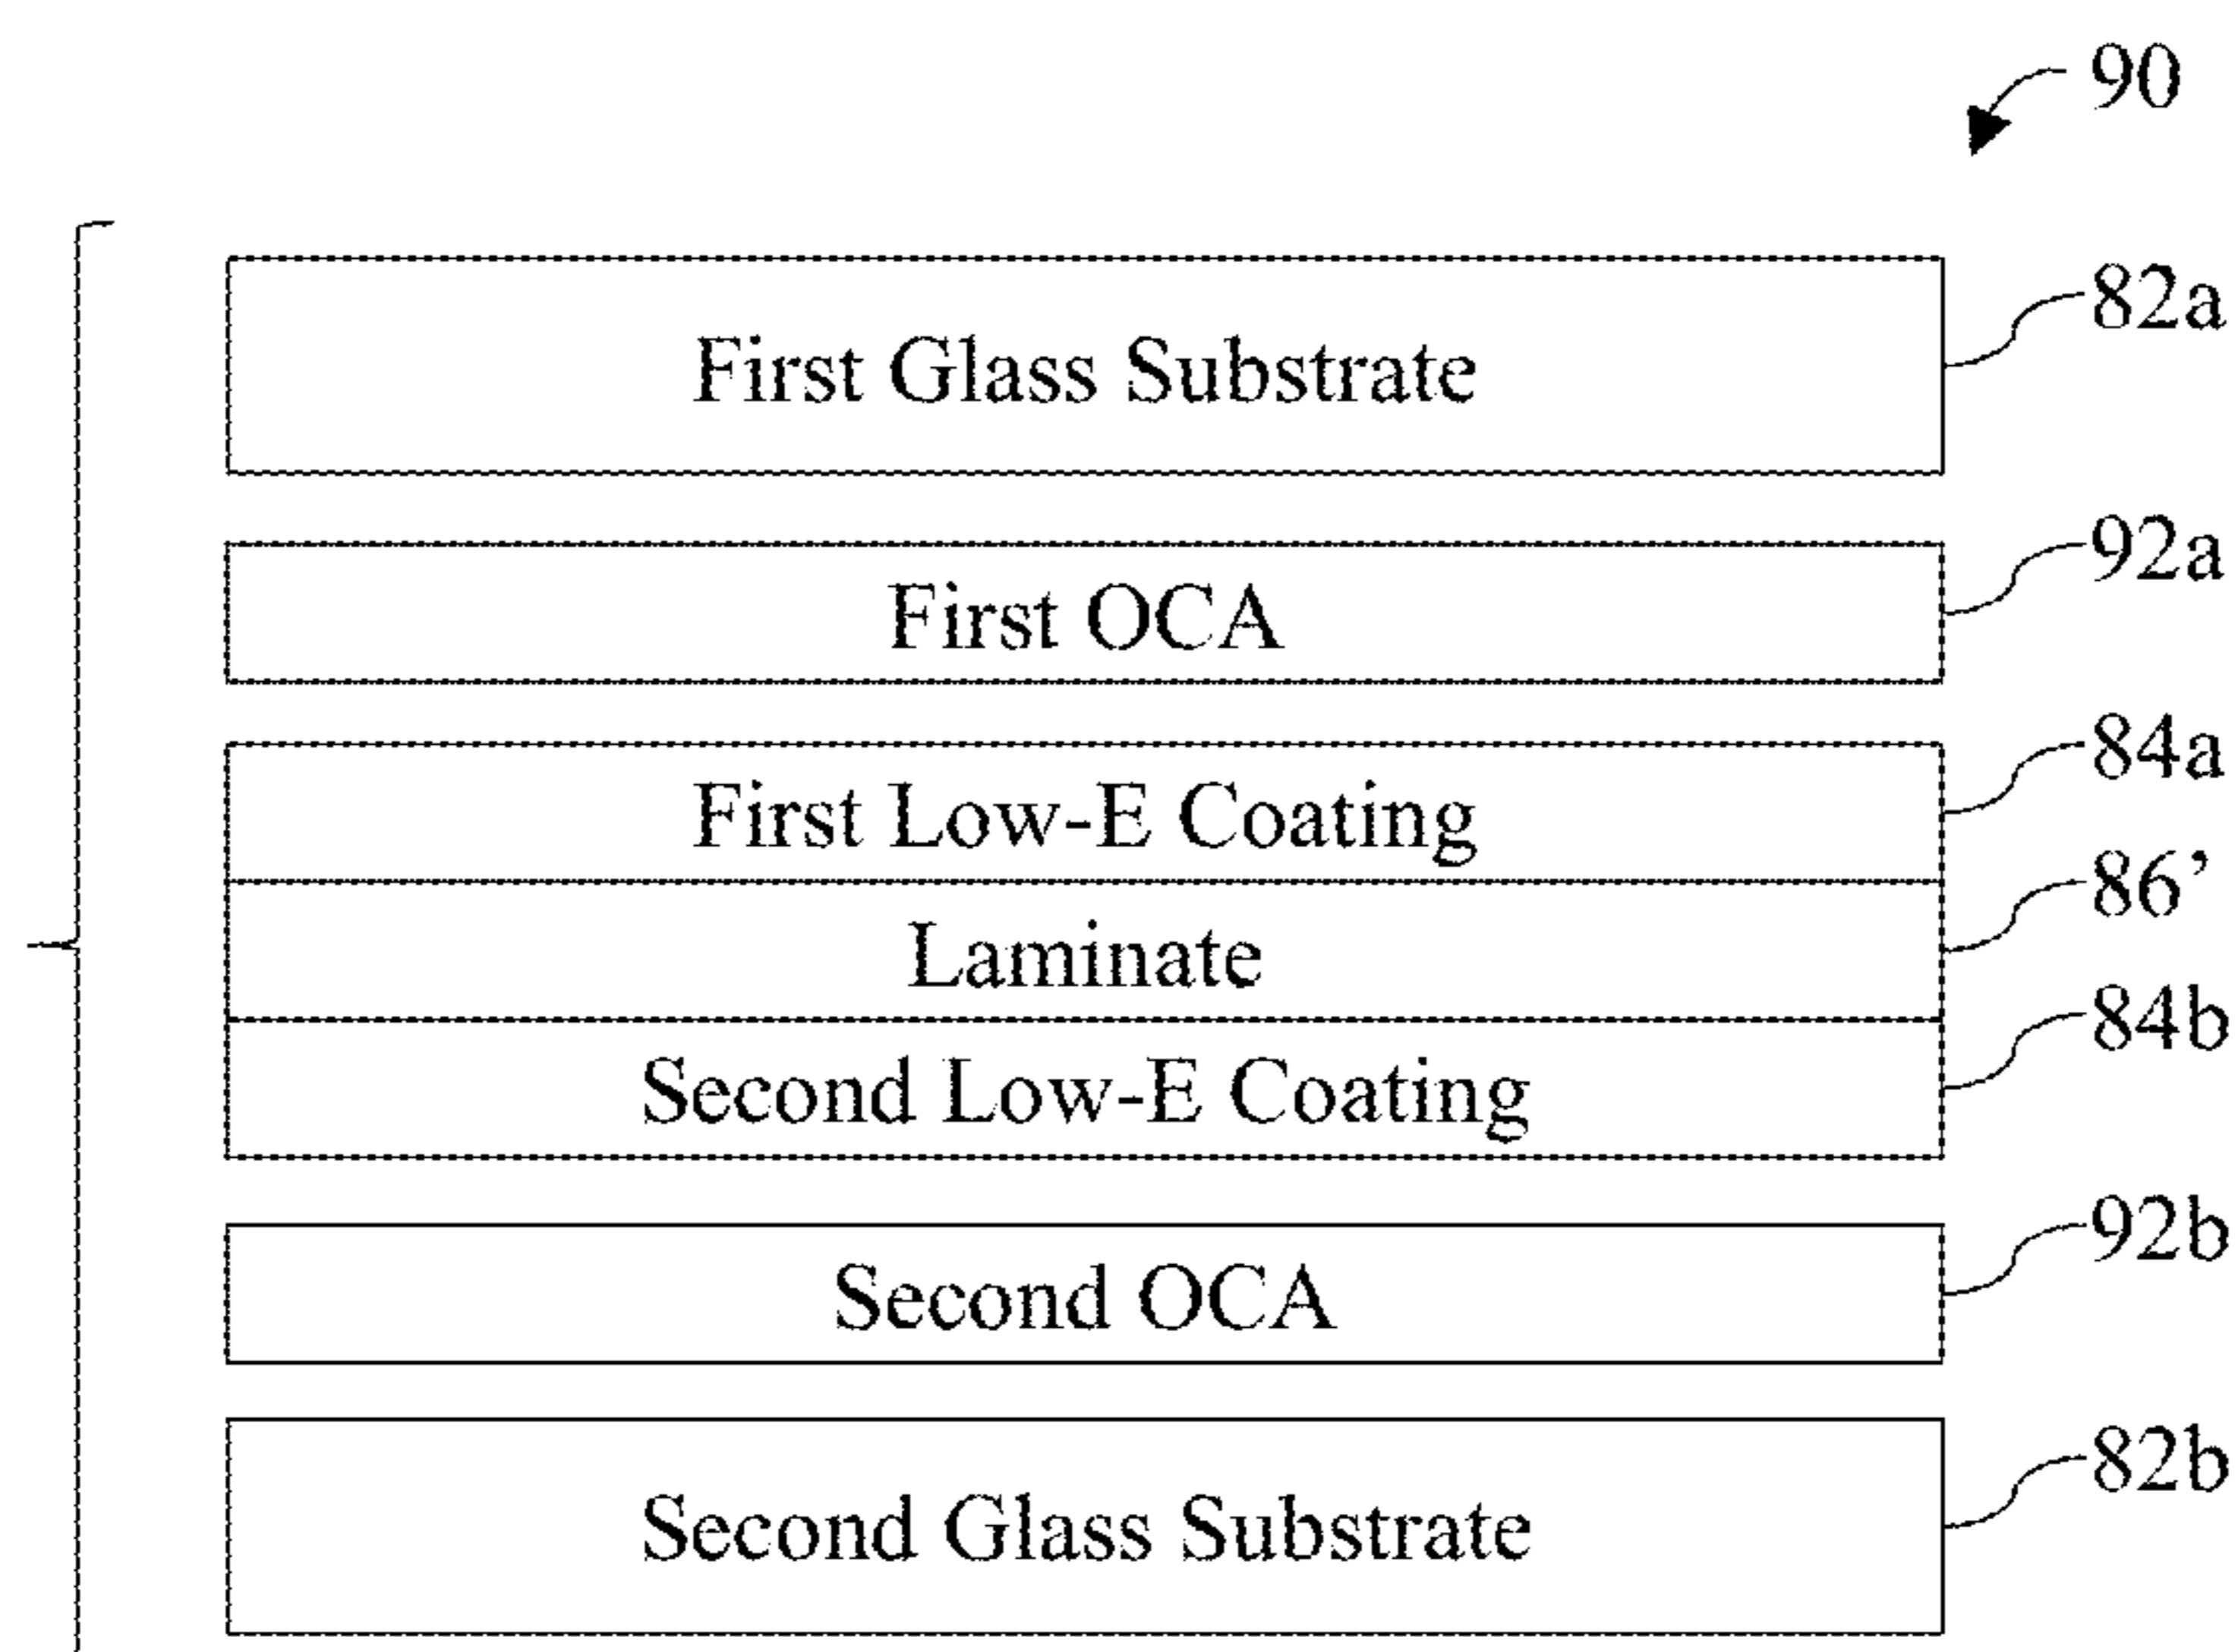 90
First Glass Substrate 82a
First OCA 92a
First Low-E Coating 84a
Laminate 86’
Second Low-E Coating 84b
Second OCA 92b
Second Glass Substrate 82b